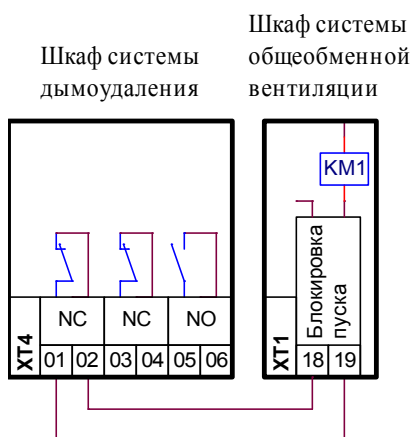 Шкаф системы
дымоудаления
Шкаф системы
общеобменной
вентиляции
KM1
NC NC NO
XT4
01 02 03 04 05 06
Блокировка
пуска
XT1
18 19